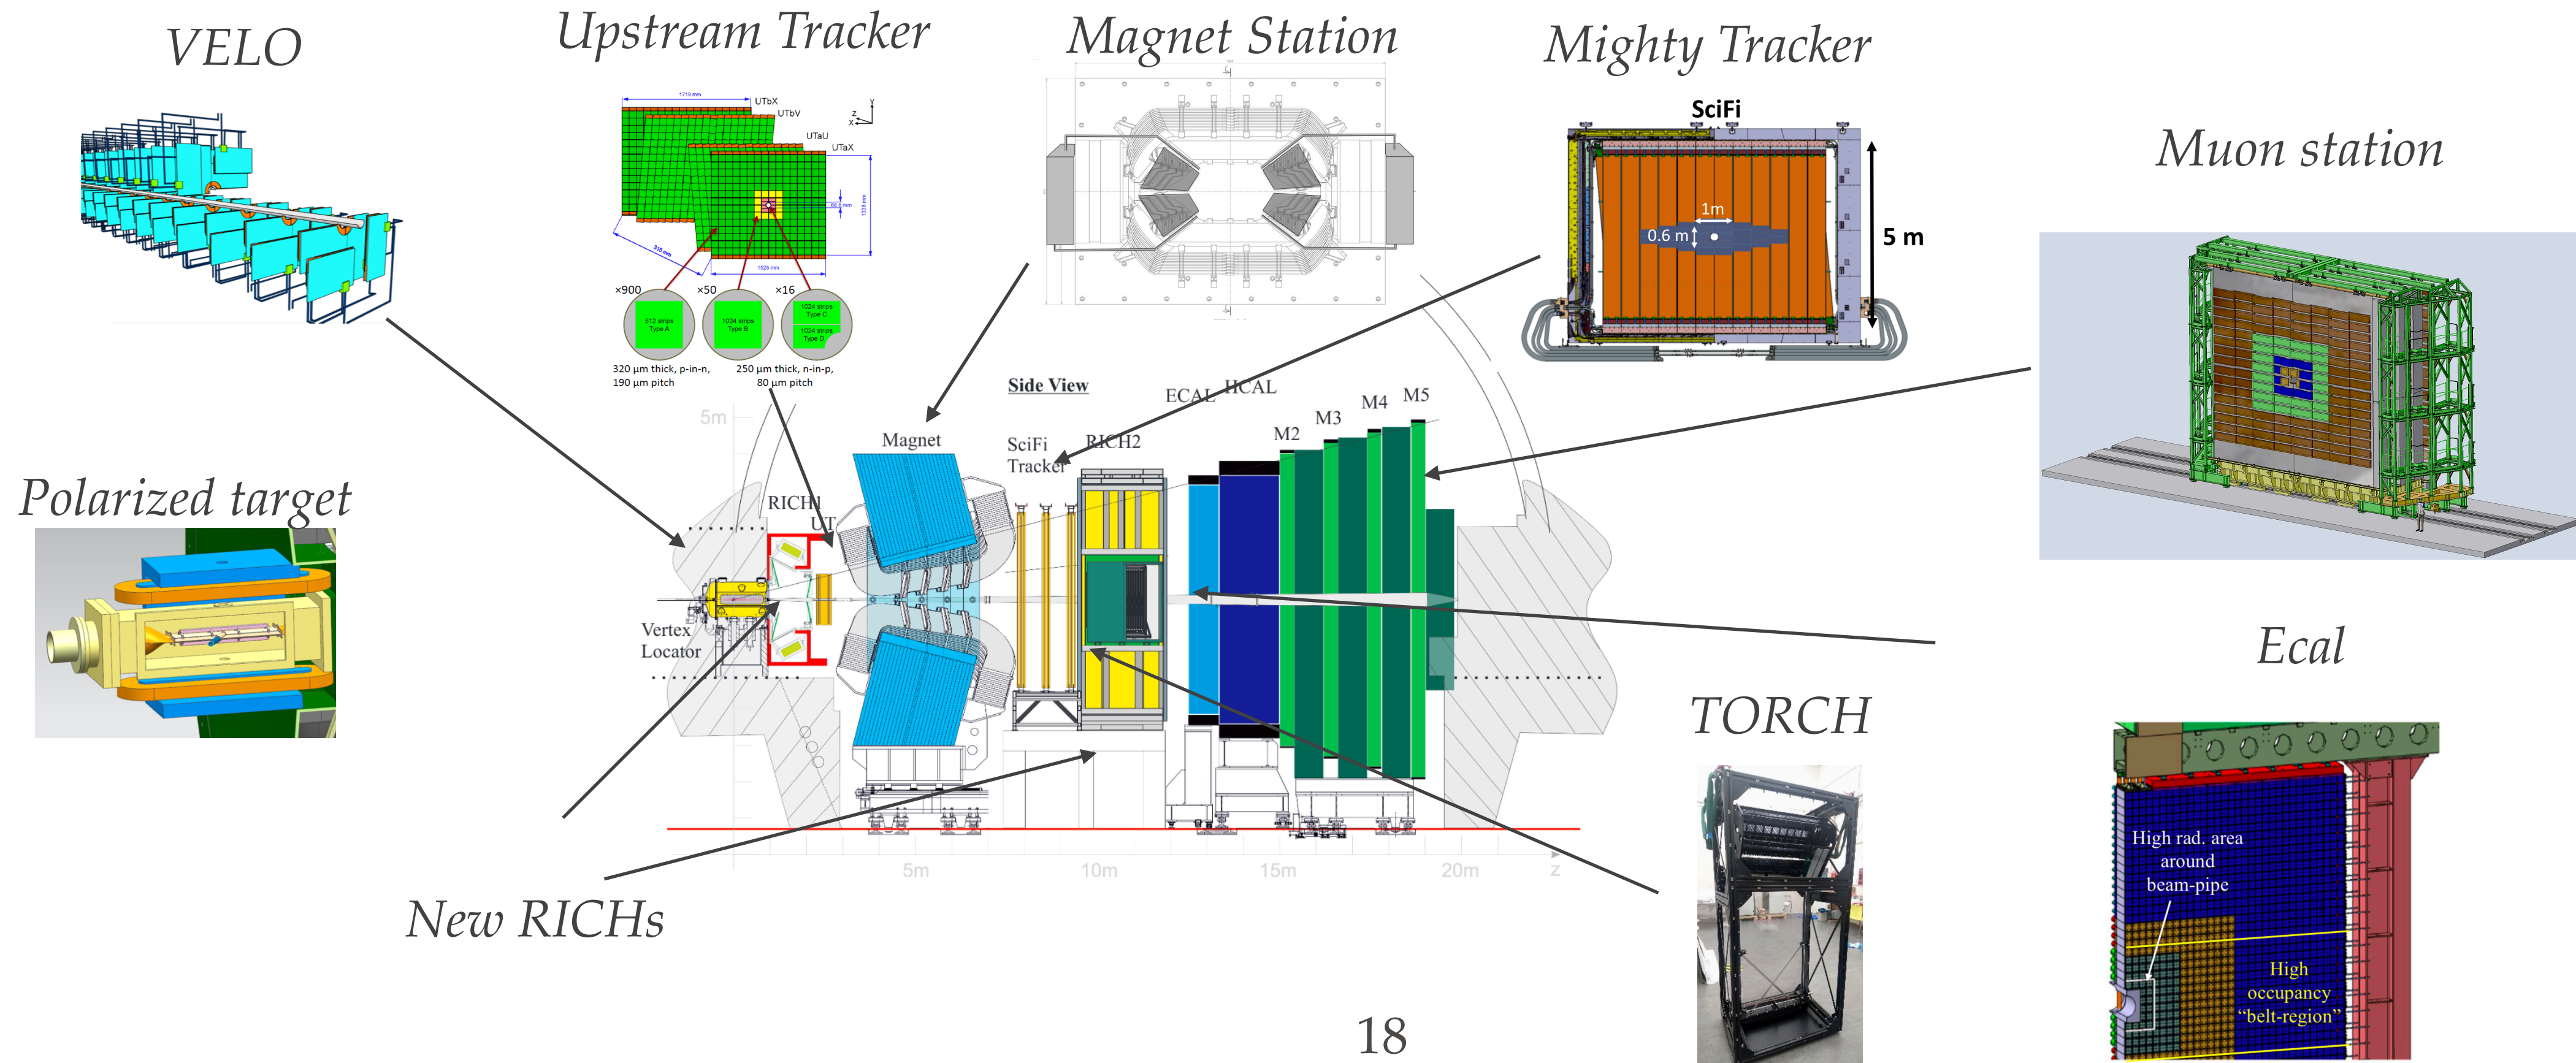 VELO
Upstream Tracker
Magnet Station
Mighty Tracker
Muon station
1719 mm
UTbX
UTbV
UTaU
UTaX
Y
Z
X
1338 mm
1528 mm
×900
×50
×16
512 strips
Type A
1024 strips
Type B
1024 strips
Type C
1024 strips
Type D
320 µm thick, p-in-n,
190 µm pitch
250 µm thick, n-in-p,
80 µm pitch
SciFi
1m
0.6 m
5 m
Polarized target
Side View
5m
Magnet
SciFi
Tracker
RICH2
ECAL
HCAL
M2
M3
M4
M5
RICH1
UT
Vertex
Locator
5m
10m
15m
20m
z
New RICHs
TORCH
Ecal
High rad. area
around
beam-pipe
High
occupancy
“belt-region”
18